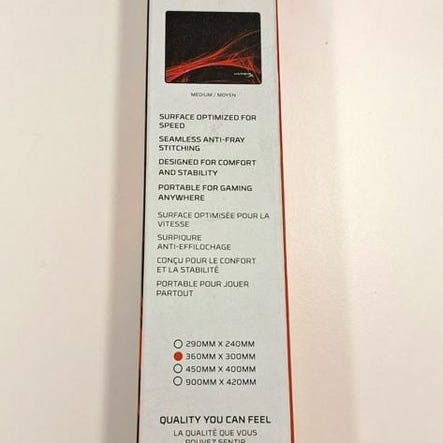 MEDIUM / MOYEN
SURFACE OPTIMIZED FOR
SPEED
SEAMLESS ANTI-FRAY
STITCHING
DESIGNED FOR COMFORT
AND STABILITY
PORTABLE FOR GAMING
ANYWHERE
SURFACE OPTIMISÉE POUR LA
VITESSE
SURPIQURE
ANTI-EFFILOCHAGE
CONÇU POUR LE CONFORT
ET LA STABILITÉ
PORTABLE POUR JOUER
PARTOUT
290MM X 240MM
360MM X 300MM
450MM X 400MM
900MM X 420MM
QUALITY YOU CAN FEEL
LA QUALITÉ QUE VOUS
POUVEZ SENTIR